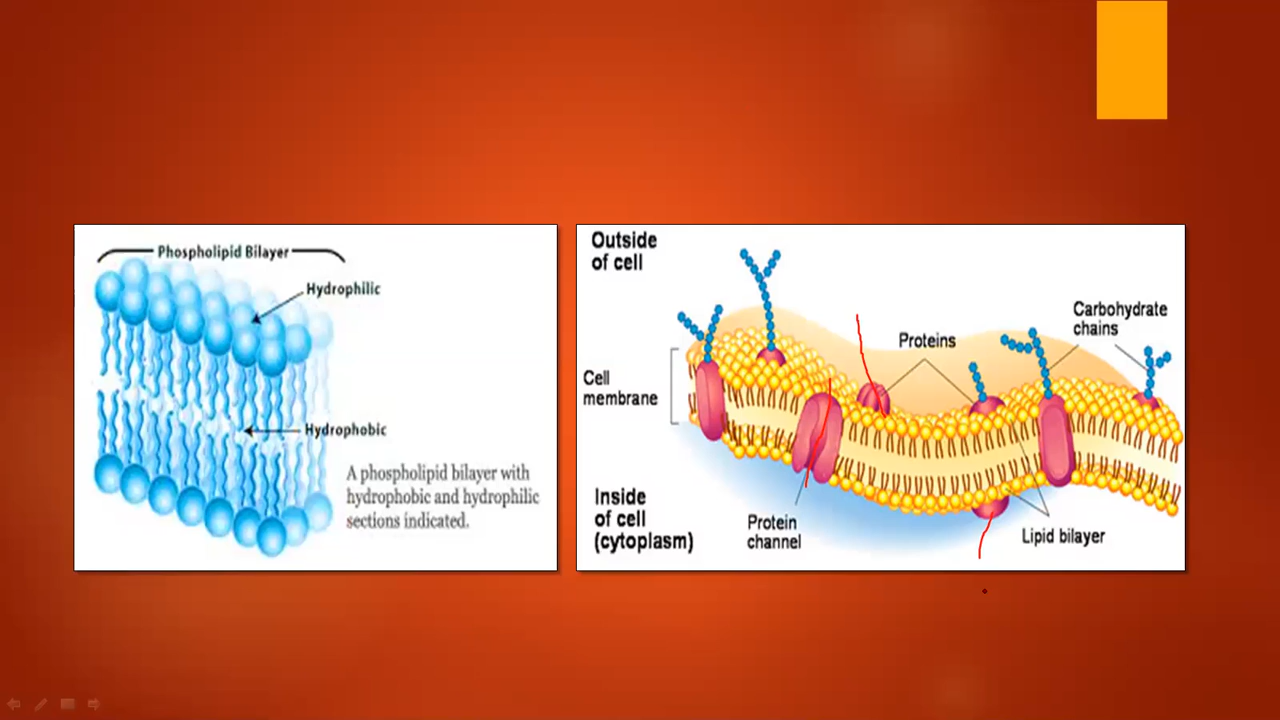 Phospholipid Bilayer
Hydrophilic
Hydrophobic
A phospholipid bilayer with
hydrophobic and hydrophilic
sections indicated.
Outside
of cell
Carbohydrate
chains
Proteins
Cell
membrane
Inside
of cell
(cytoplasm)
Protein
channel
Lipid bilayer